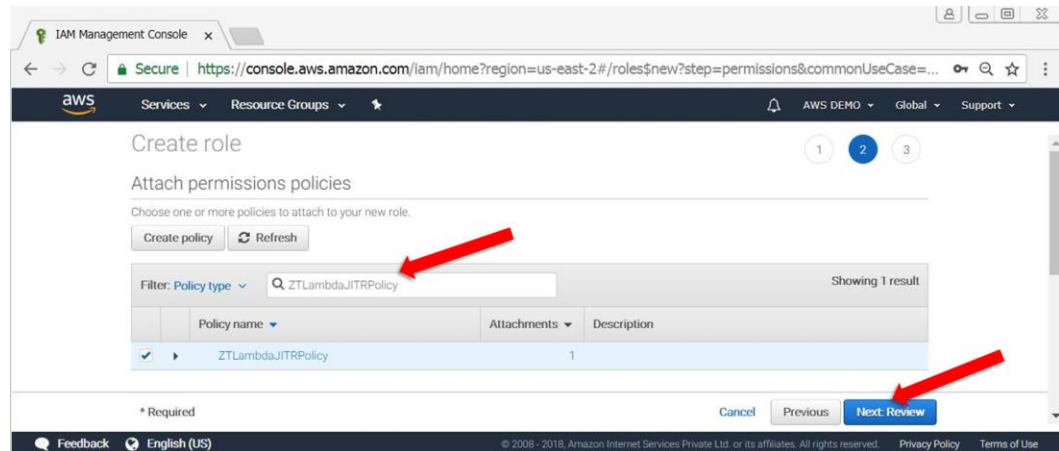 IAM Management Console
Secure | https://console.aws.amazon.com/iam/home?region=us-east-2#/roles$new?step=permissions&commonUseCase=...
aws Services Resource Groups AWS DEMO Global Support
Create role 1 2 3
Attach permissions policies
Choose one or more policies to attach to your new role.
Create policy Refresh
Filter: Policy type ZTLambdaJITRPolicy Showing 1 result
Policy name Attachments Description
ZTLambdaJITRPolicy 1
* Required Cancel Previous Next: Review
Feedback English (US) © 2008 - 2018, Amazon Internet Services Private Ltd. or its affiliates. All rights reserved. Privacy Policy Terms of Use